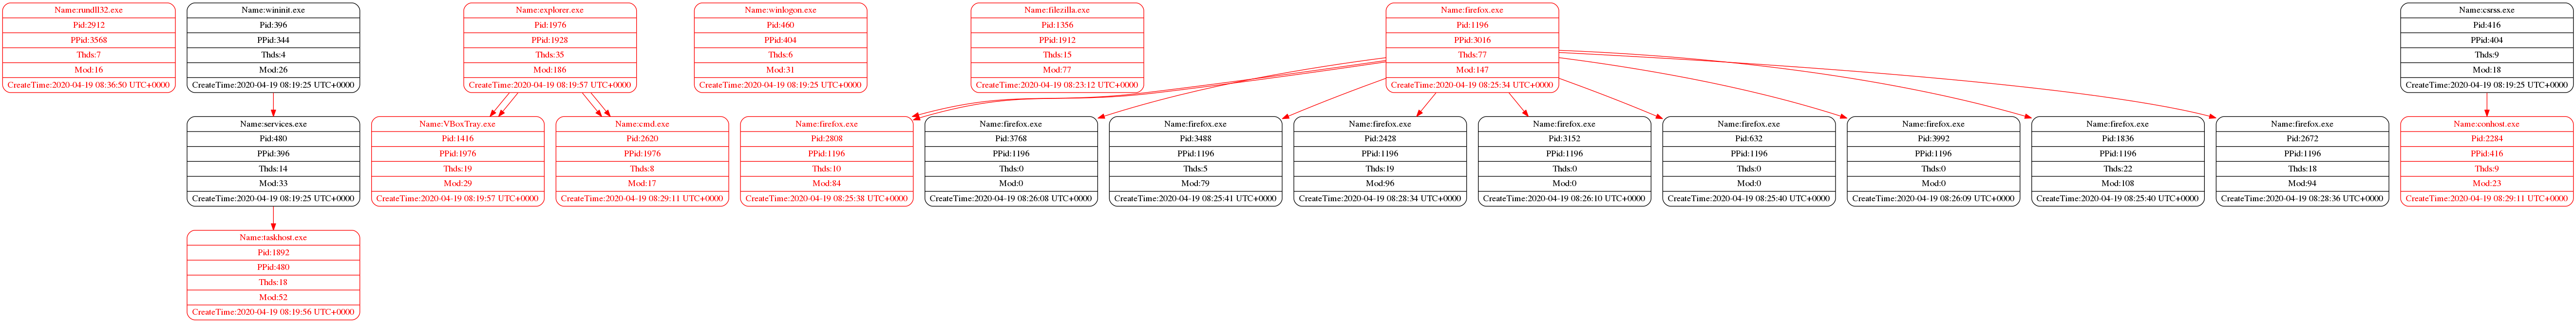 Name:rundll32.exe
Pid:2912
PPid:3568
Thds:7
Mod:16
CreateTime:2020-04-19 08:36:50 UTC+0000
Name:wininit.exe
Pid:396
PPid:344
Thds:4
Mod:26
CreateTime:2020-04-19 08:19:25 UTC+0000
Name:explorer.exe
Pid:1976
PPid:1928
Thds:35
Mod:186
CreateTime:2020-04-19 08:19:57 UTC+0000
Name:winlogon.exe
Pid:460
PPid:404
Thds:6
Mod:31
CreateTime:2020-04-19 08:19:25 UTC+0000
Name:filezilla.exe
Pid:1356
PPid:1912
Thds:15
Mod:77
CreateTime:2020-04-19 08:23:12 UTC+0000
Name:firefox.exe
Pid:1196
PPid:3016
Thds:77
Mod:147
CreateTime:2020-04-19 08:25:34 UTC+0000
Name:csrss.exe
Pid:416
PPid:404
Thds:9
Mod:18
CreateTime:2020-04-19 08:19:25 UTC+0000
Name:services.exe
Pid:480
PPid:396
Thds:14
Mod:33
CreateTime:2020-04-19 08:19:25 UTC+0000
Name:VBoxTray.exe
Pid:1416
PPid:1976
Thds:19
Mod:29
CreateTime:2020-04-19 08:19:57 UTC+0000
Name:cmd.exe
Pid:2620
PPid:1976
Thds:8
Mod:17
CreateTime:2020-04-19 08:29:11 UTC+0000
Name:firefox.exe
Pid:2808
PPid:1196
Thds:10
Mod:84
CreateTime:2020-04-19 08:25:38 UTC+0000
Name:firefox.exe
Pid:3768
PPid:1196
Thds:0
Mod:0
CreateTime:2020-04-19 08:26:08 UTC+0000
Name:firefox.exe
Pid:3488
PPid:1196
Thds:5
Mod:79
CreateTime:2020-04-19 08:25:41 UTC+0000
Name:firefox.exe
Pid:2428
PPid:1196
Thds:19
Mod:96
CreateTime:2020-04-19 08:28:34 UTC+0000
Name:firefox.exe
Pid:3152
PPid:1196
Thds:0
Mod:0
CreateTime:2020-04-19 08:26:10 UTC+0000
Name:firefox.exe
Pid:632
PPid:1196
Thds:0
Mod:0
CreateTime:2020-04-19 08:25:40 UTC+0000
Name:firefox.exe
Pid:3992
PPid:1196
Thds:0
Mod:0
CreateTime:2020-04-19 08:26:09 UTC+0000
Name:firefox.exe
Pid:1836
PPid:1196
Thds:22
Mod:108
CreateTime:2020-04-19 08:25:40 UTC+0000
Name:firefox.exe
Pid:2672
PPid:1196
Thds:18
Mod:94
CreateTime:2020-04-19 08:28:36 UTC+0000
Name:conhost.exe
Pid:2284
PPid:416
Thds:9
Mod:23
CreateTime:2020-04-19 08:29:11 UTC+0000
Name:taskhost.exe
Pid:1892
PPid:480
Thds:18
Mod:52
CreateTime:2020-04-19 08:19:56 UTC+0000